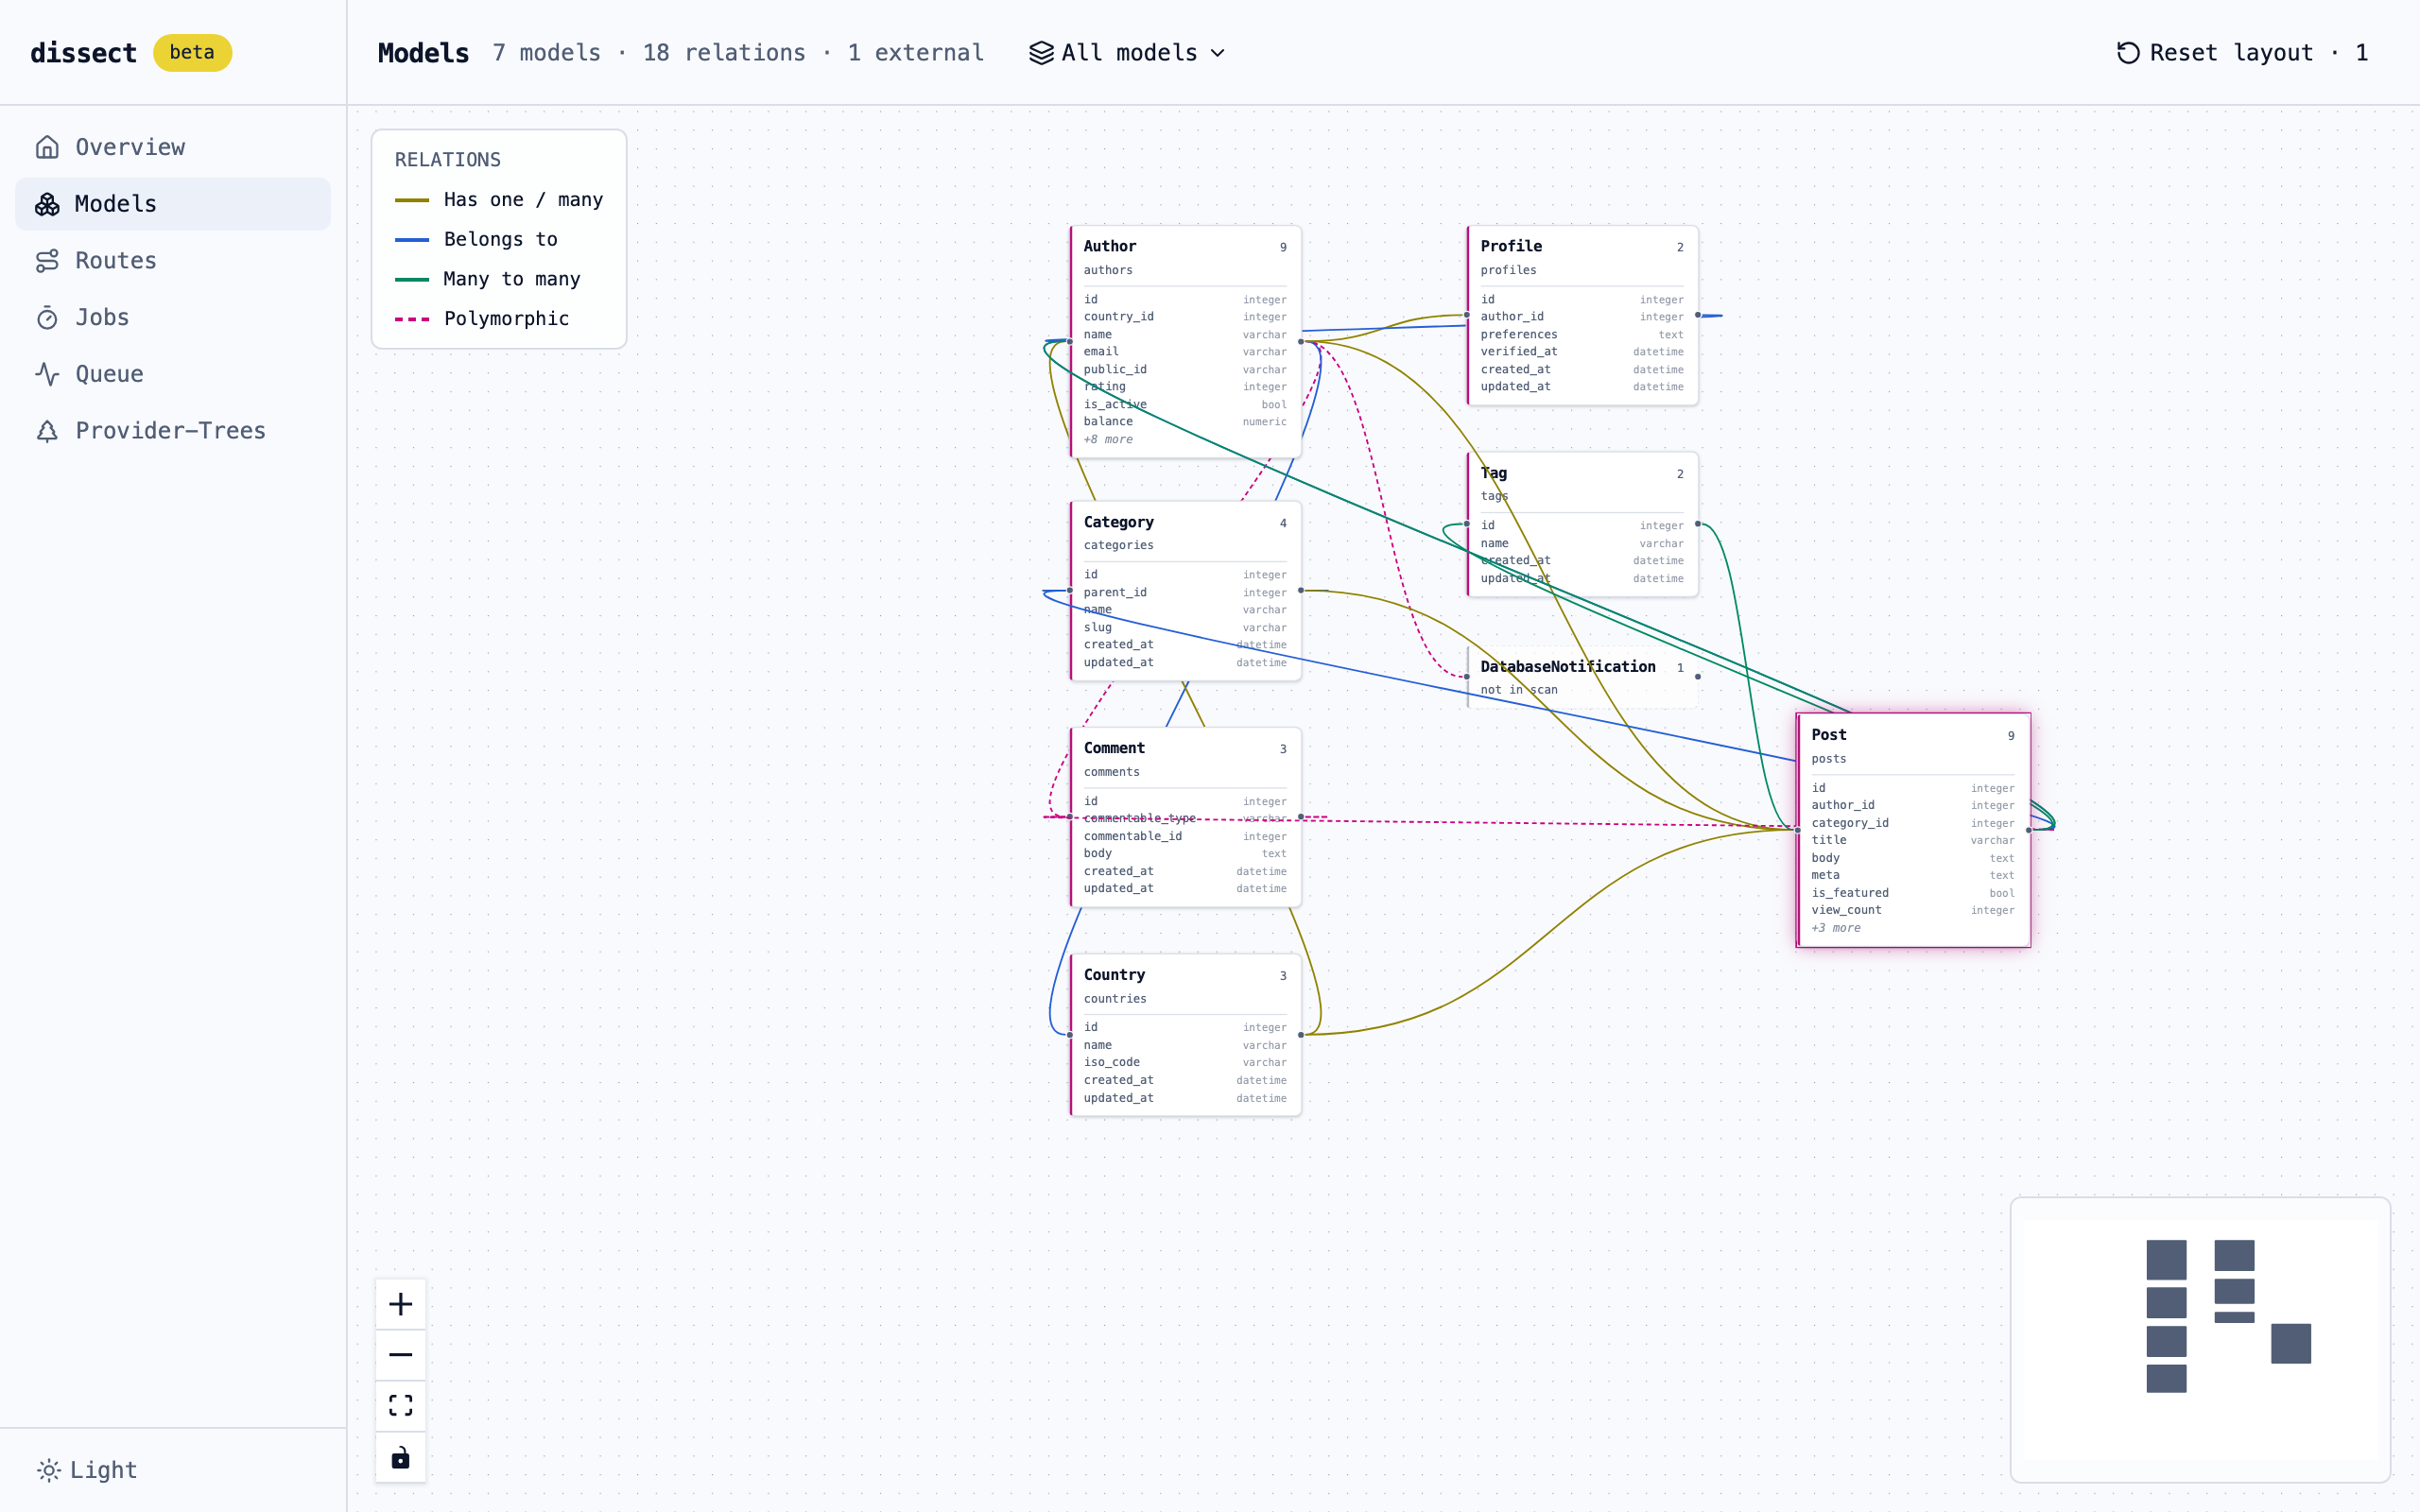 dissect beta
Models 7 models · 18 relations · 1 external All models Reset layout · 1
Overview
Models
Routes
Jobs
Queue
Provider-Trees
Light
RELATIONS
Has one / many
Belongs to
Many to many
Polymorphic
Author 9
authors
id integer
country_id integer
name varchar
email varchar
public_id varchar
rating integer
is_active bool
balance numeric
+8 more
Profile 2
profiles
id integer
author_id integer
preferences text
verified_at datetime
created_at datetime
updated_at datetime
Category 4
categories
id integer
parent_id integer
name varchar
slug varchar
created_at datetime
updated_at datetime
Tag 2
tags
id integer
name varchar
created_at datetime
updated_at datetime
DatabaseNotification 1
not in scan
Comment 3
comments
id integer
commentable_type varchar
commentable_id integer
body text
created_at datetime
updated_at datetime
Post 9
posts
id integer
author_id integer
category_id integer
title varchar
body text
meta text
is_featured bool
view_count integer
+3 more
Country 3
countries
id integer
name varchar
iso_code varchar
created_at datetime
updated_at datetime